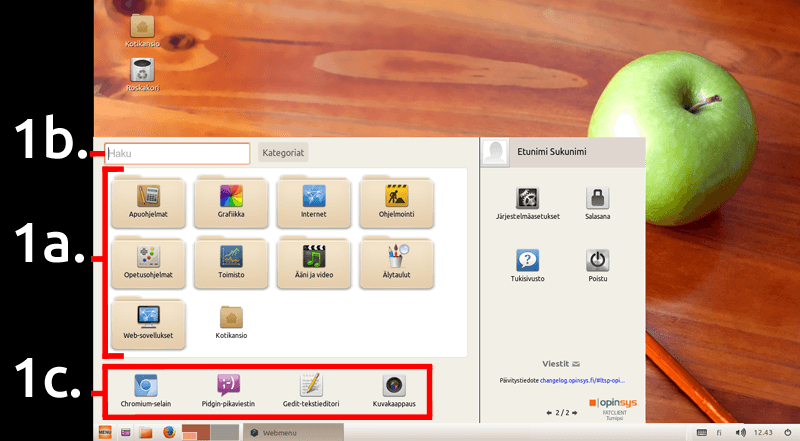 Kotikansio
Roskakori
1b.
Haku
Kategoriat
Etunimi Sukunimi
1a.
Apuohjelmat
Grafiikka
Internet
Ohjelmointi
Järjestelmäasetukset
Salasana
Opetusohjelmat
Toimisto
Ääni ja video
Älytaulut
Tukisivusto
Poistu
Web-sovellukset
Kotikansio
1c.
Viestit
Päivitystiedote changelog.opinsys.fi/#ltsp-opi...
Chromium-selain
Pidgin-pikaviestin
Gedit-tekstieditori
Kuvakaappaus
2 / 2
opinsys
FATCLIENT
Tumipsi
MENU
Webmenu
fi
12.43